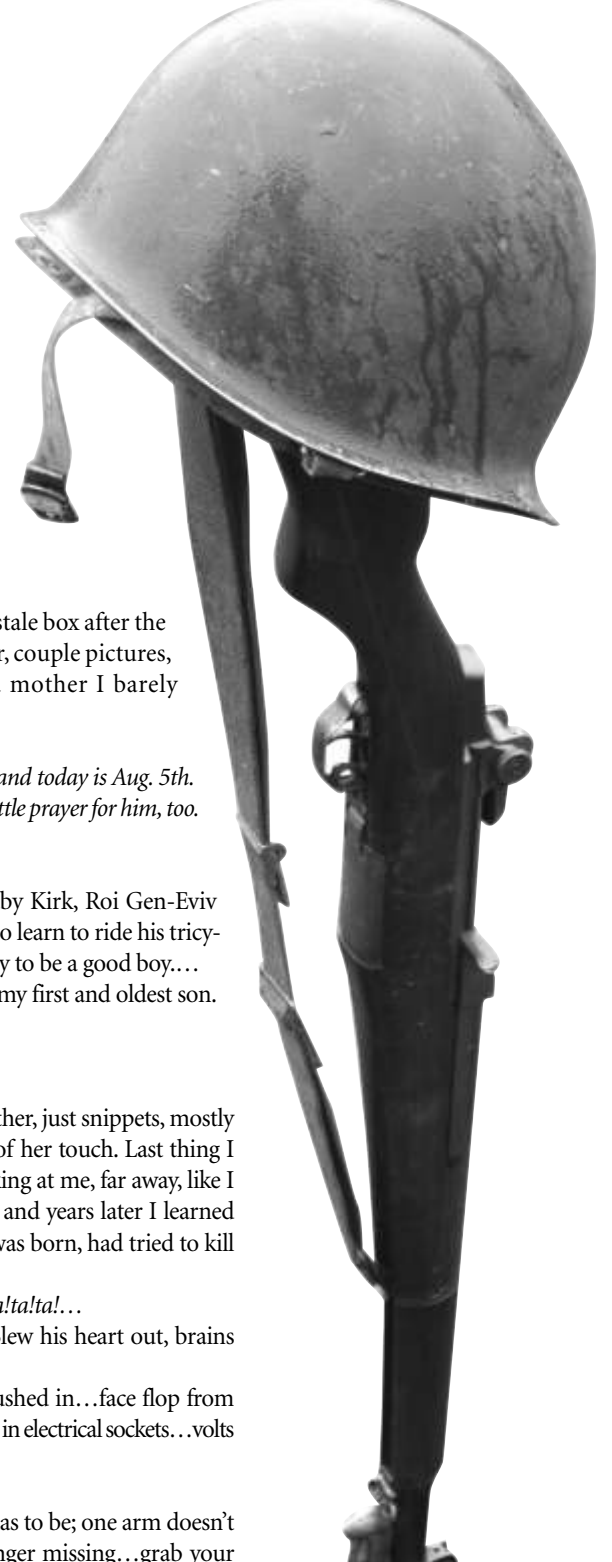 stale box after the
, couple pictures,
mother I barely
and today is Aug. 5th.
ttle prayer for him, too.
by Kirk, Roi Gen-Eviv
o learn to ride his tricy-
y to be a good boy.…
my first and oldest son.
ther, just snippets, mostly
of her touch. Last thing I
king at me, far away, like I
and years later I learned
was born, had tried to kill
a!ta!ta!…
Blew his heart out, brains
ushed in…face flop from
in electrical sockets…volts
as to be; one arm doesn’t
nger missing…grab your